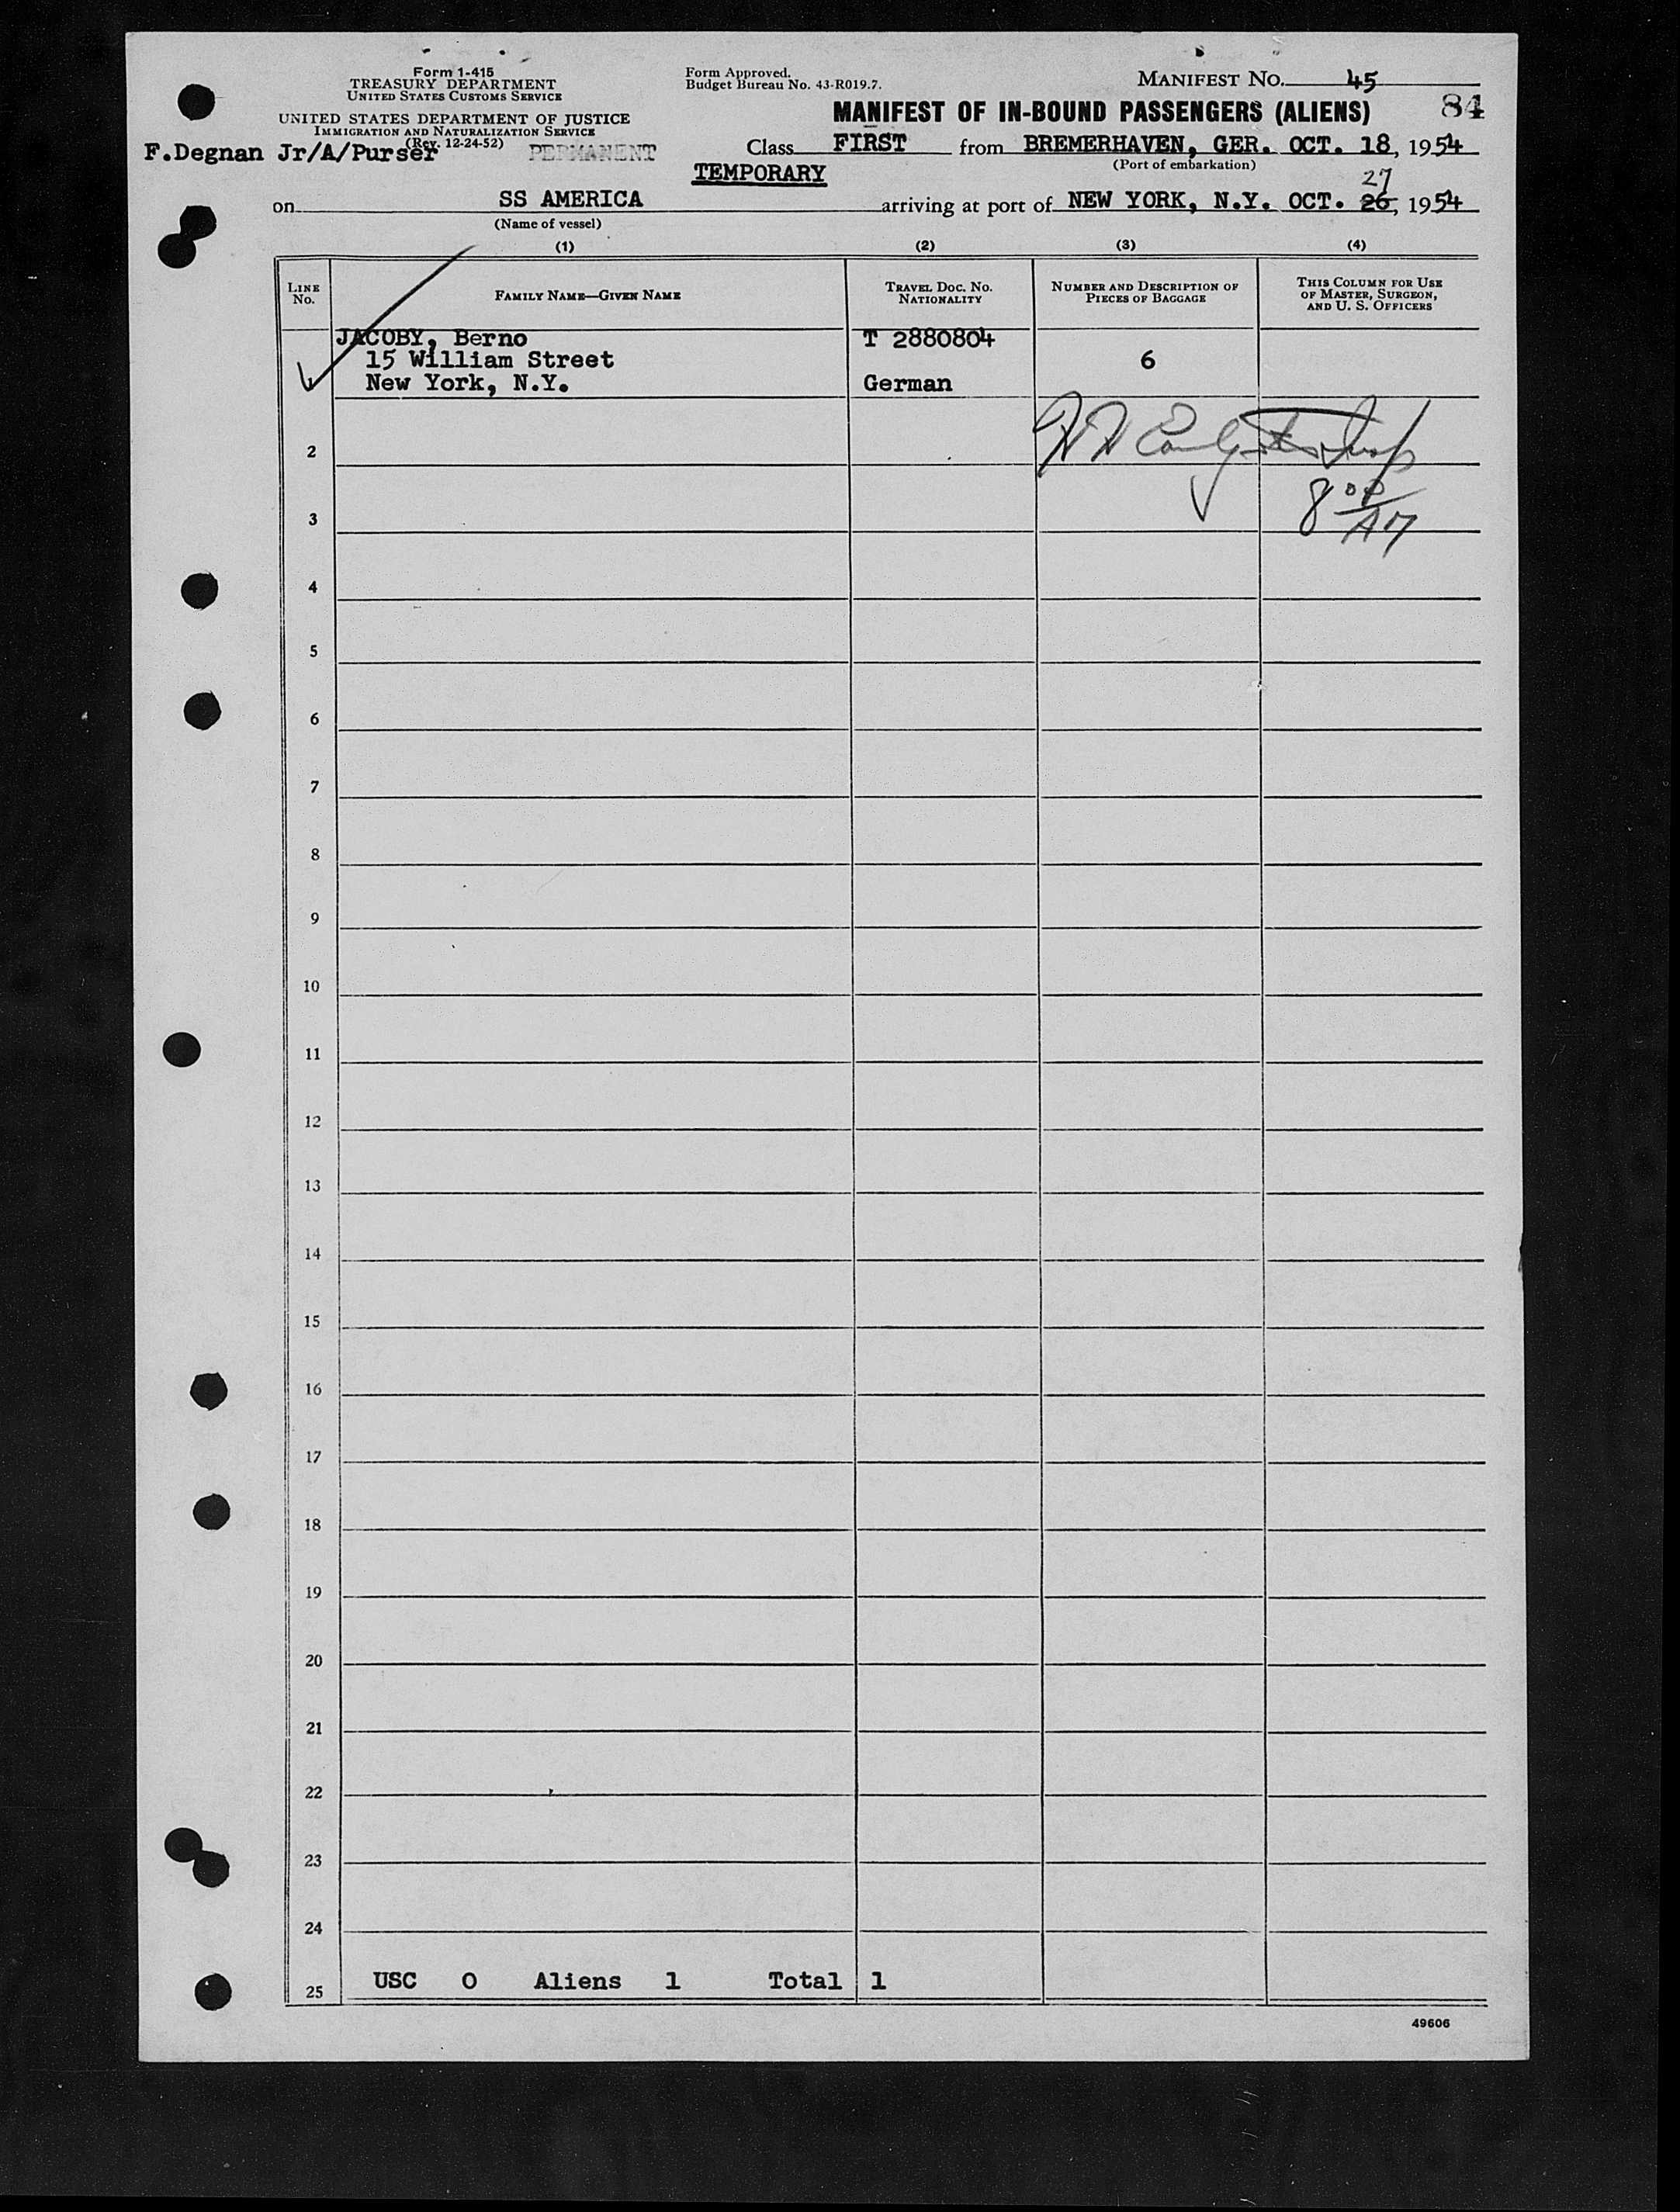 Form 1-415
TREASURY DEPARTMENT
UNITED STATES CUSTOMS SERVICE
UNITED STATES DEPARTMENT OF JUSTICE
IMMIGRATION AND NATURALIZATION SERVICE
(Rev. 12-24-52)
F.Degnan Jr/A/Purser
PERMANENT
Form Approved.
Budget Bureau No. 43-R019.7.
MANIFEST NO. 45
84
MANIFEST OF IN-BOUND PASSENGERS (ALIENS)
Class FIRST from BREMERHAVEN, GER. OCT. 18, 1954
(Port of embarkation)
TEMPORARY
27
on SS AMERICA arriving at port of NEW YORK, N.Y. OCT. 26, 1954
(Name of vessel)
(1) (2) (3) (4)
LINE NO.
FAMILY NAME—GIVEN NAME
TRAVEL DOC. NO.
NATIONALITY
NUMBER AND DESCRIPTION OF
PIECES OF BAGGAGE
THIS COLUMN FOR USE
OF MASTER, SURGEON,
AND U. S. OFFICERS
JACOBY, Berno T 2880804
15 William Street 6
New York, N.Y. German
2
3
8 00 AM
4
5
6
7
8
9
10
11
12
13
14
15
16
17
18
19
20
21
22
23
24
25 USC 0 Aliens 1 Total 1
49606